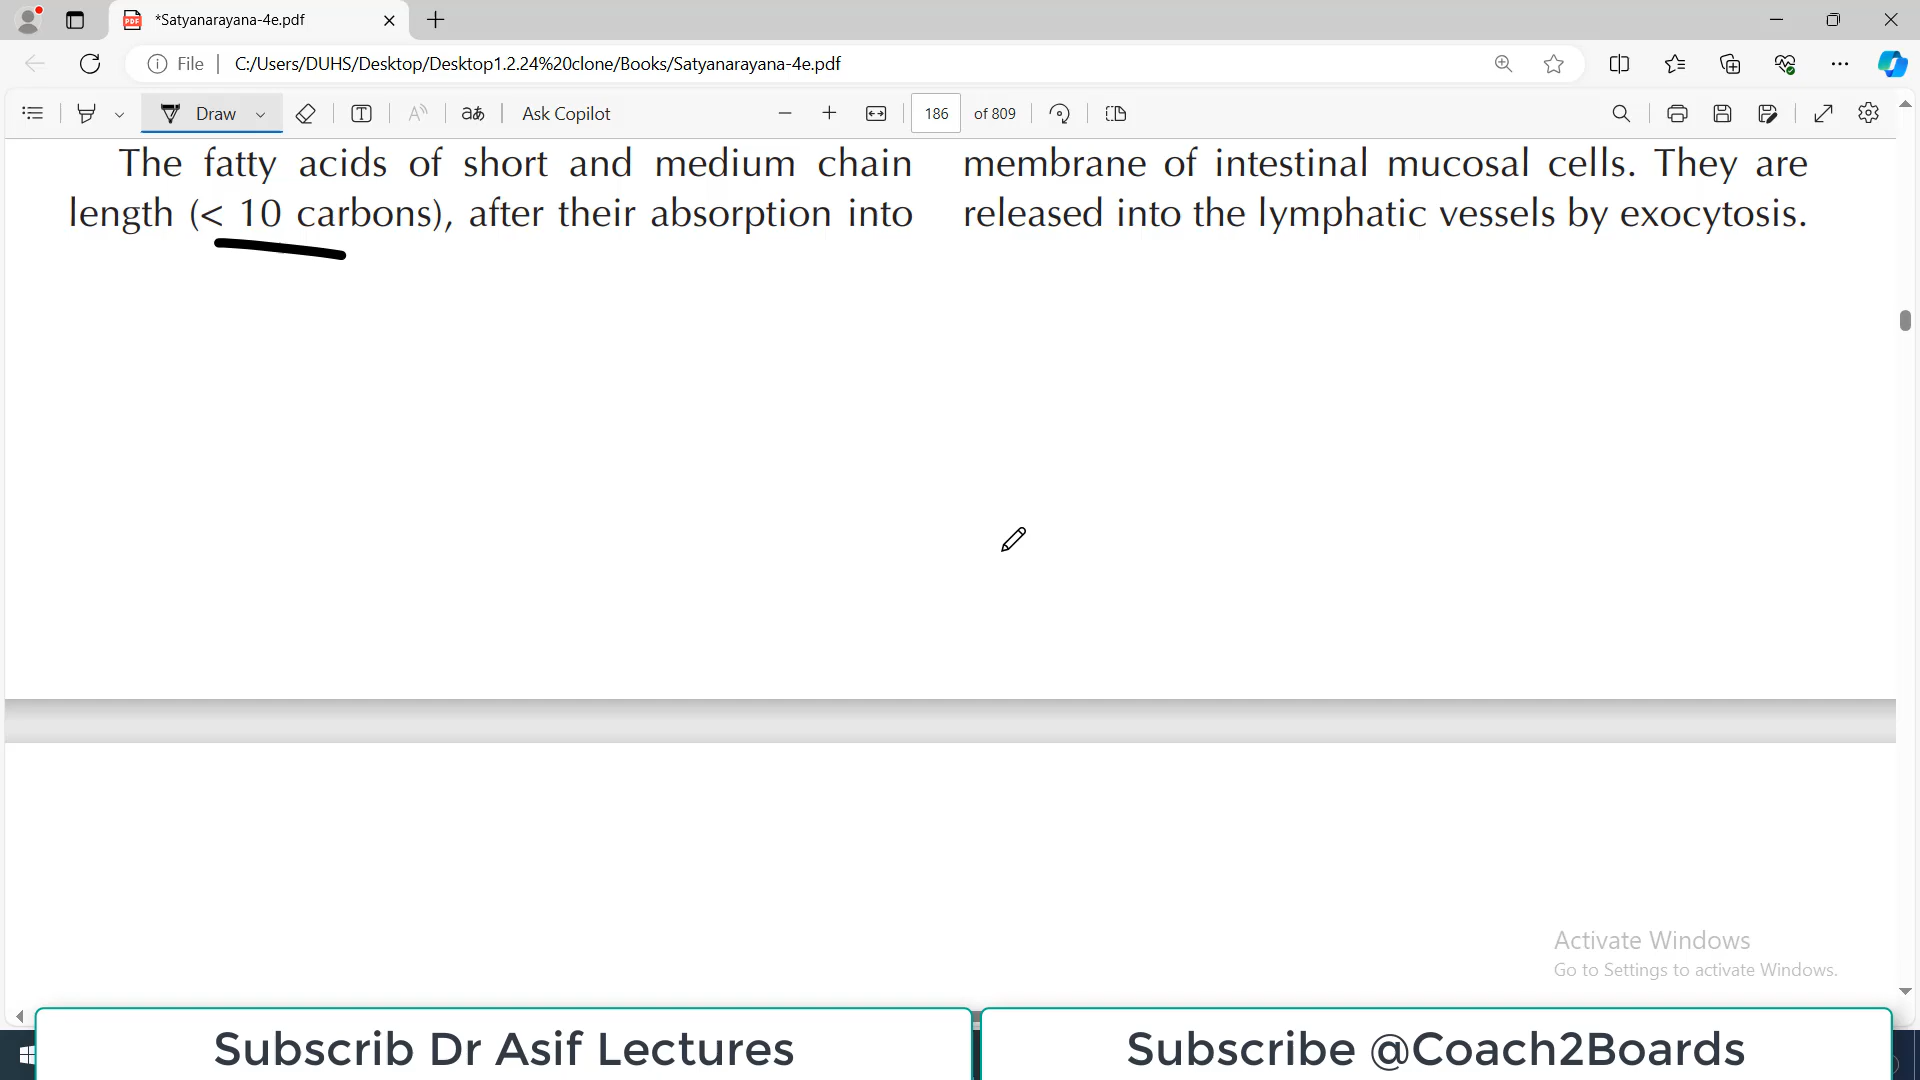 *Satyanarayana-4e.pdf
File
C:/Users/DUHS/Desktop/Desktop1.2.24%20clone/Books/Satyanarayana-4e.pdf
Draw
aあ
Ask Copilot
186
of 809
The fatty acids of short and medium chain
length (< 10 carbons), after their absorption into
membrane of intestinal mucosal cells. They are
released into the lymphatic vessels by exocytosis.
Activate Windows
Go to Settings to activate Windows.
Subscrib Dr Asif Lectures
Subscribe @Coach2Boards